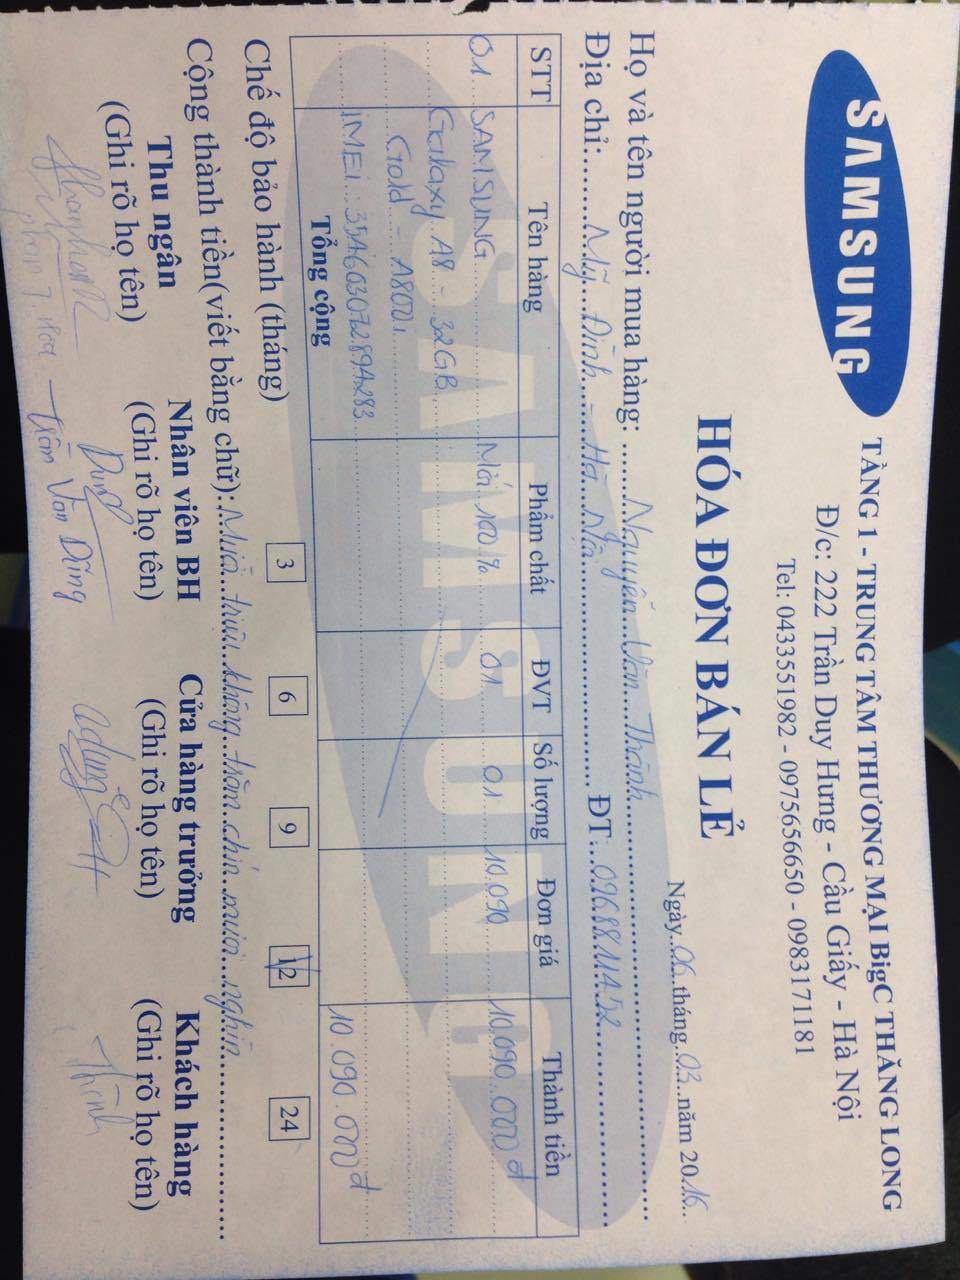 SAMSUNG
TẦNG 1 - TRUNG TÂM THƯƠNG MẠI BigC THĂNG LONG
Đ/c: 222 Trần Duy Hưng - Cầu Giấy - Hà Nội
Tel: 0433551982 - 0975656650 - 0983171181
HÓA ĐƠN BÁN LẺ
Ngày 06 tháng 03 năm 2016
Họ và tên người mua hàng: Nguyễn Văn Thành
Địa chỉ: Mỹ Đình - Hà Nội ĐT: 0968811452
STT Tên hàng Phẩm chất ĐVT Số lượng Đơn giá Thành tiền
01 SAMSUNG Mới 100% 01 01 10.090 10.090.000đ
Galaxy A8 - 32GB
Gold - A800i
IMEI: 354603072894283
Tổng cộng 10.090.000đ
SAMSUNG
Chế độ bảo hành (tháng) 3 6 9 12 24
Cộng thành tiền(viết bằng chữ): Mười triệu không trăm chín mươi nghìn
Thu ngân Nhân viên BH Cửa hàng trưởng Khách hàng
(Ghi rõ họ tên) (Ghi rõ họ tên) (Ghi rõ họ tên) (Ghi rõ họ tên)
Dung
Trần Văn Dũng